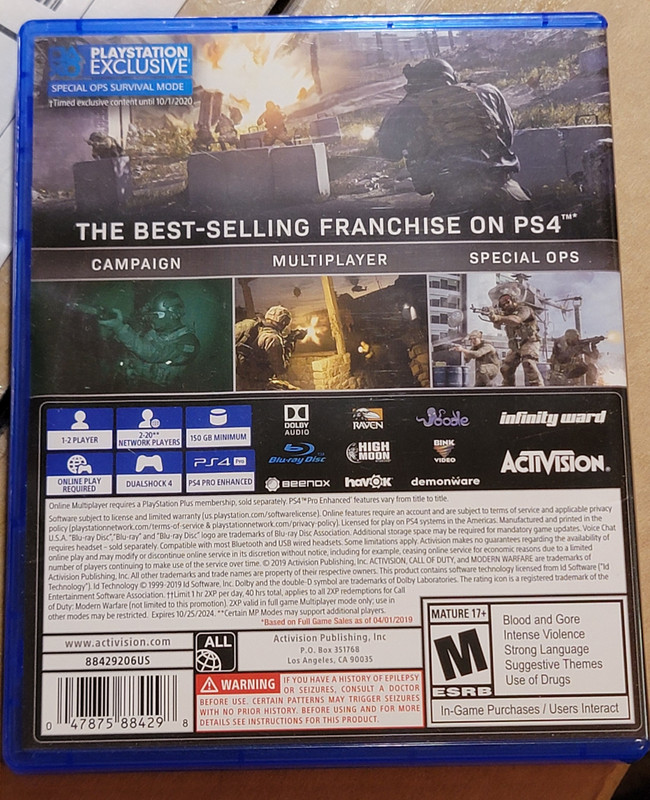 PLAYSTATION
EXCLUSIVE
SPECIAL OPS SURVIVAL MODE
†Timed exclusive content until 10/1/2020
THE BEST-SELLING FRANCHISE ON PS4™*
CAMPAIGN MULTIPLAYER SPECIAL OPS
1-2 PLAYER
2-20**
NETWORK PLAYERS
150 GB MINIMUM
ONLINE PLAY
REQUIRED
DUALSHOCK 4
PS4 Pro
PS4 PRO ENHANCED
DOLBY
AUDIO
RAVEN
Oodle
infinity ward
Blu-ray Disc
HIGH
MOON
BINK
VIDEO
ACTIVISION®
BEENOX
havok
demonware
Online Multiplayer requires a PlayStation Plus membership, sold separately. PS4™Pro Enhanced features vary from title to title.
Software subject to license and limited warranty (us.playstation.com/softwarelicense). Online features require an account and are subject to terms of service and applicable privacy
policy (playstationnetwork.com/terms-of-service & playstationnetwork.com/privacy-policy). Licensed for play on PS4 systems in the Americas. Manufactured and printed in the
U.S.A. "Blu-ray Disc", "Blu-ray" and "Blu-ray Disc" logo are trademarks of Blu-ray Disc Association. Additional storage space may be required for mandatory game updates. Voice Chat
requires headset – sold separately. Compatible with most Bluetooth and USB wired headsets. Some limitations apply. Activision makes no guarantees regarding the availability of
online play and may modify or discontinue online service in its discretion without notice, including for example, ceasing online service for economic reasons due to a limited
number of players continuing to make use of the service over time. © 2019 Activision Publishing, Inc. ACTIVISION, CALL OF DUTY, and MODERN WARFARE are trademarks of
Activision Publishing, Inc. All other trademarks and trade names are property of their respective owners. This product contains software technology licensed from Id Software ("Id
Technology"). Id Technology © 1999-2019 Id Software, Inc. Dolby and the double-D symbol are trademarks of Dolby Laboratories. The rating icon is a registered trademark of the
Entertainment Software Association. ††Limit 1 hr 2XP per day, 40 hrs total, applies to all 2XP redemptions for Call
of Duty: Modern Warfare (not limited to this promotion). 2XP valid in full game Multiplayer mode only; use in
other modes may be restricted. Expires 10/25/2024. **Certain MP Modes may support additional players.
*Based on Full Game Sales as of 04/01/2019
www.activision.com
88429206US
ALL
Activision Publishing, Inc
P.O. Box 351768
Los Angeles, CA 90035
0 47875 88429 8
WARNING IF YOU HAVE A HISTORY OF EPILEPSY
OR SEIZURES, CONSULT A DOCTOR
BEFORE USE. CERTAIN PATTERNS MAY TRIGGER SEIZURES
WITH NO PRIOR HISTORY. BEFORE USING AND FOR MORE
DETAILS SEE INSTRUCTIONS FOR THIS PRODUCT.
MATURE 17+
M
ESRB
Blood and Gore
Intense Violence
Strong Language
Suggestive Themes
Use of Drugs
In-Game Purchases / Users Interact